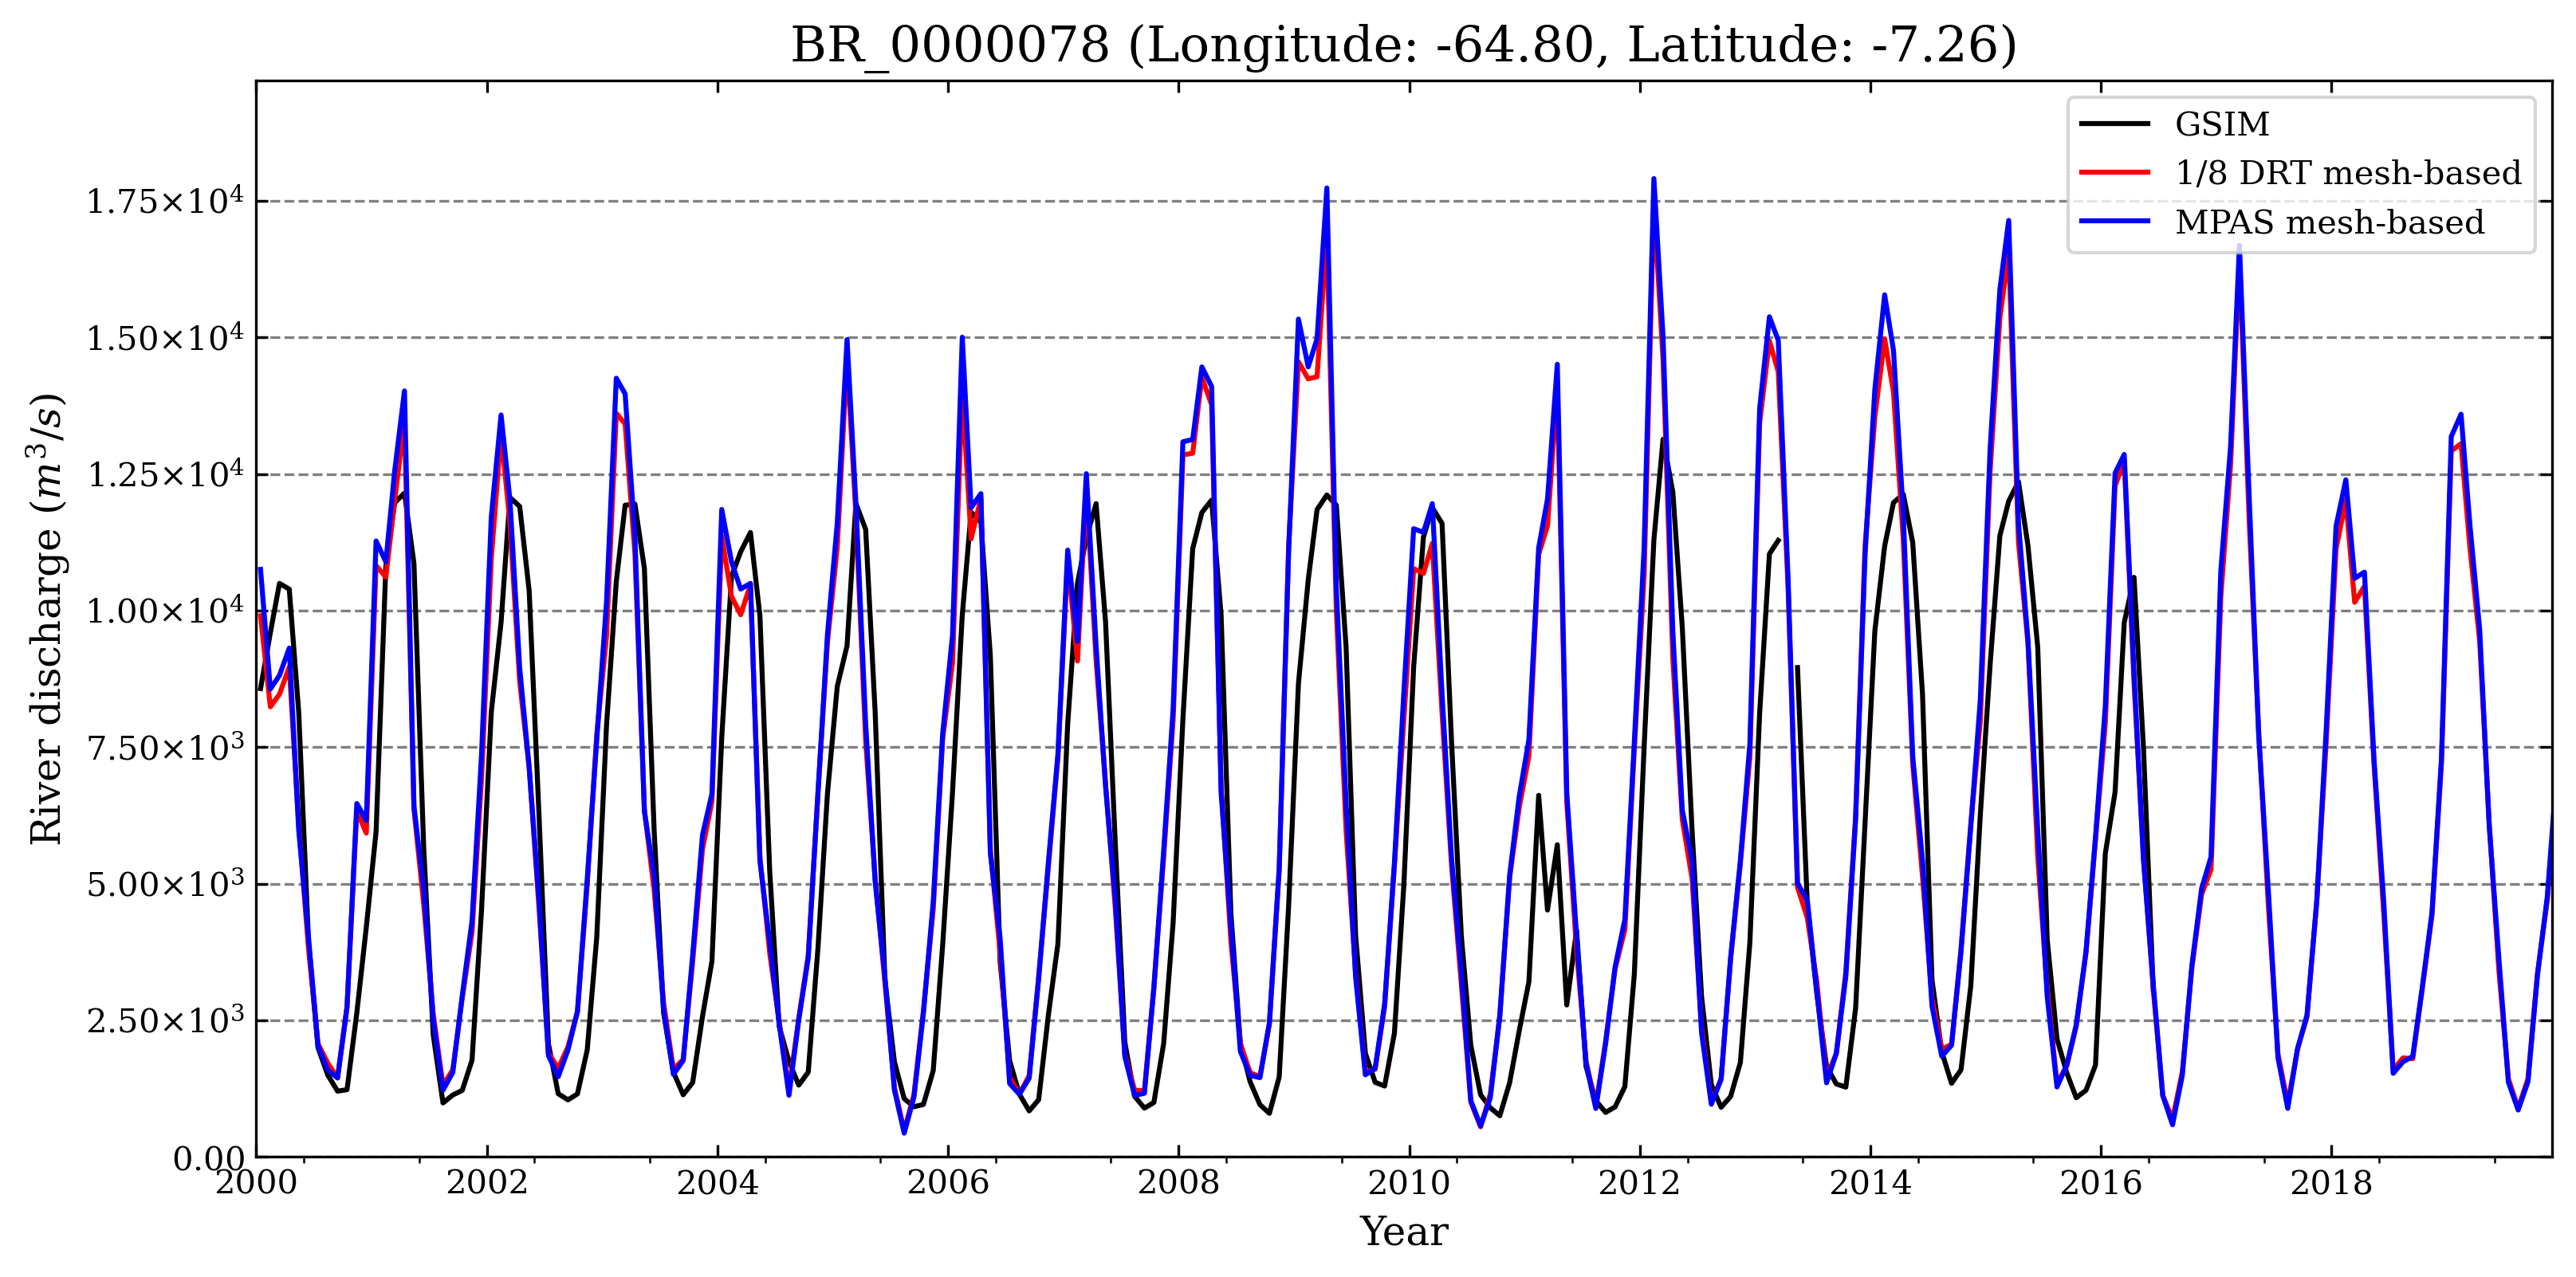 BR_0000078 (Longitude: -64.80, Latitude: -7.26)
GSIM
1/8 DRT mesh-based
MPAS mesh-based
River discharge (m³/s)
1.75×10⁴
1.50×10⁴
1.25×10⁴
1.00×10⁴
7.50×10³
5.00×10³
2.50×10³
0.00
2000 2002 2004 2006 2008 2010 2012 2014 2016 2018
Year